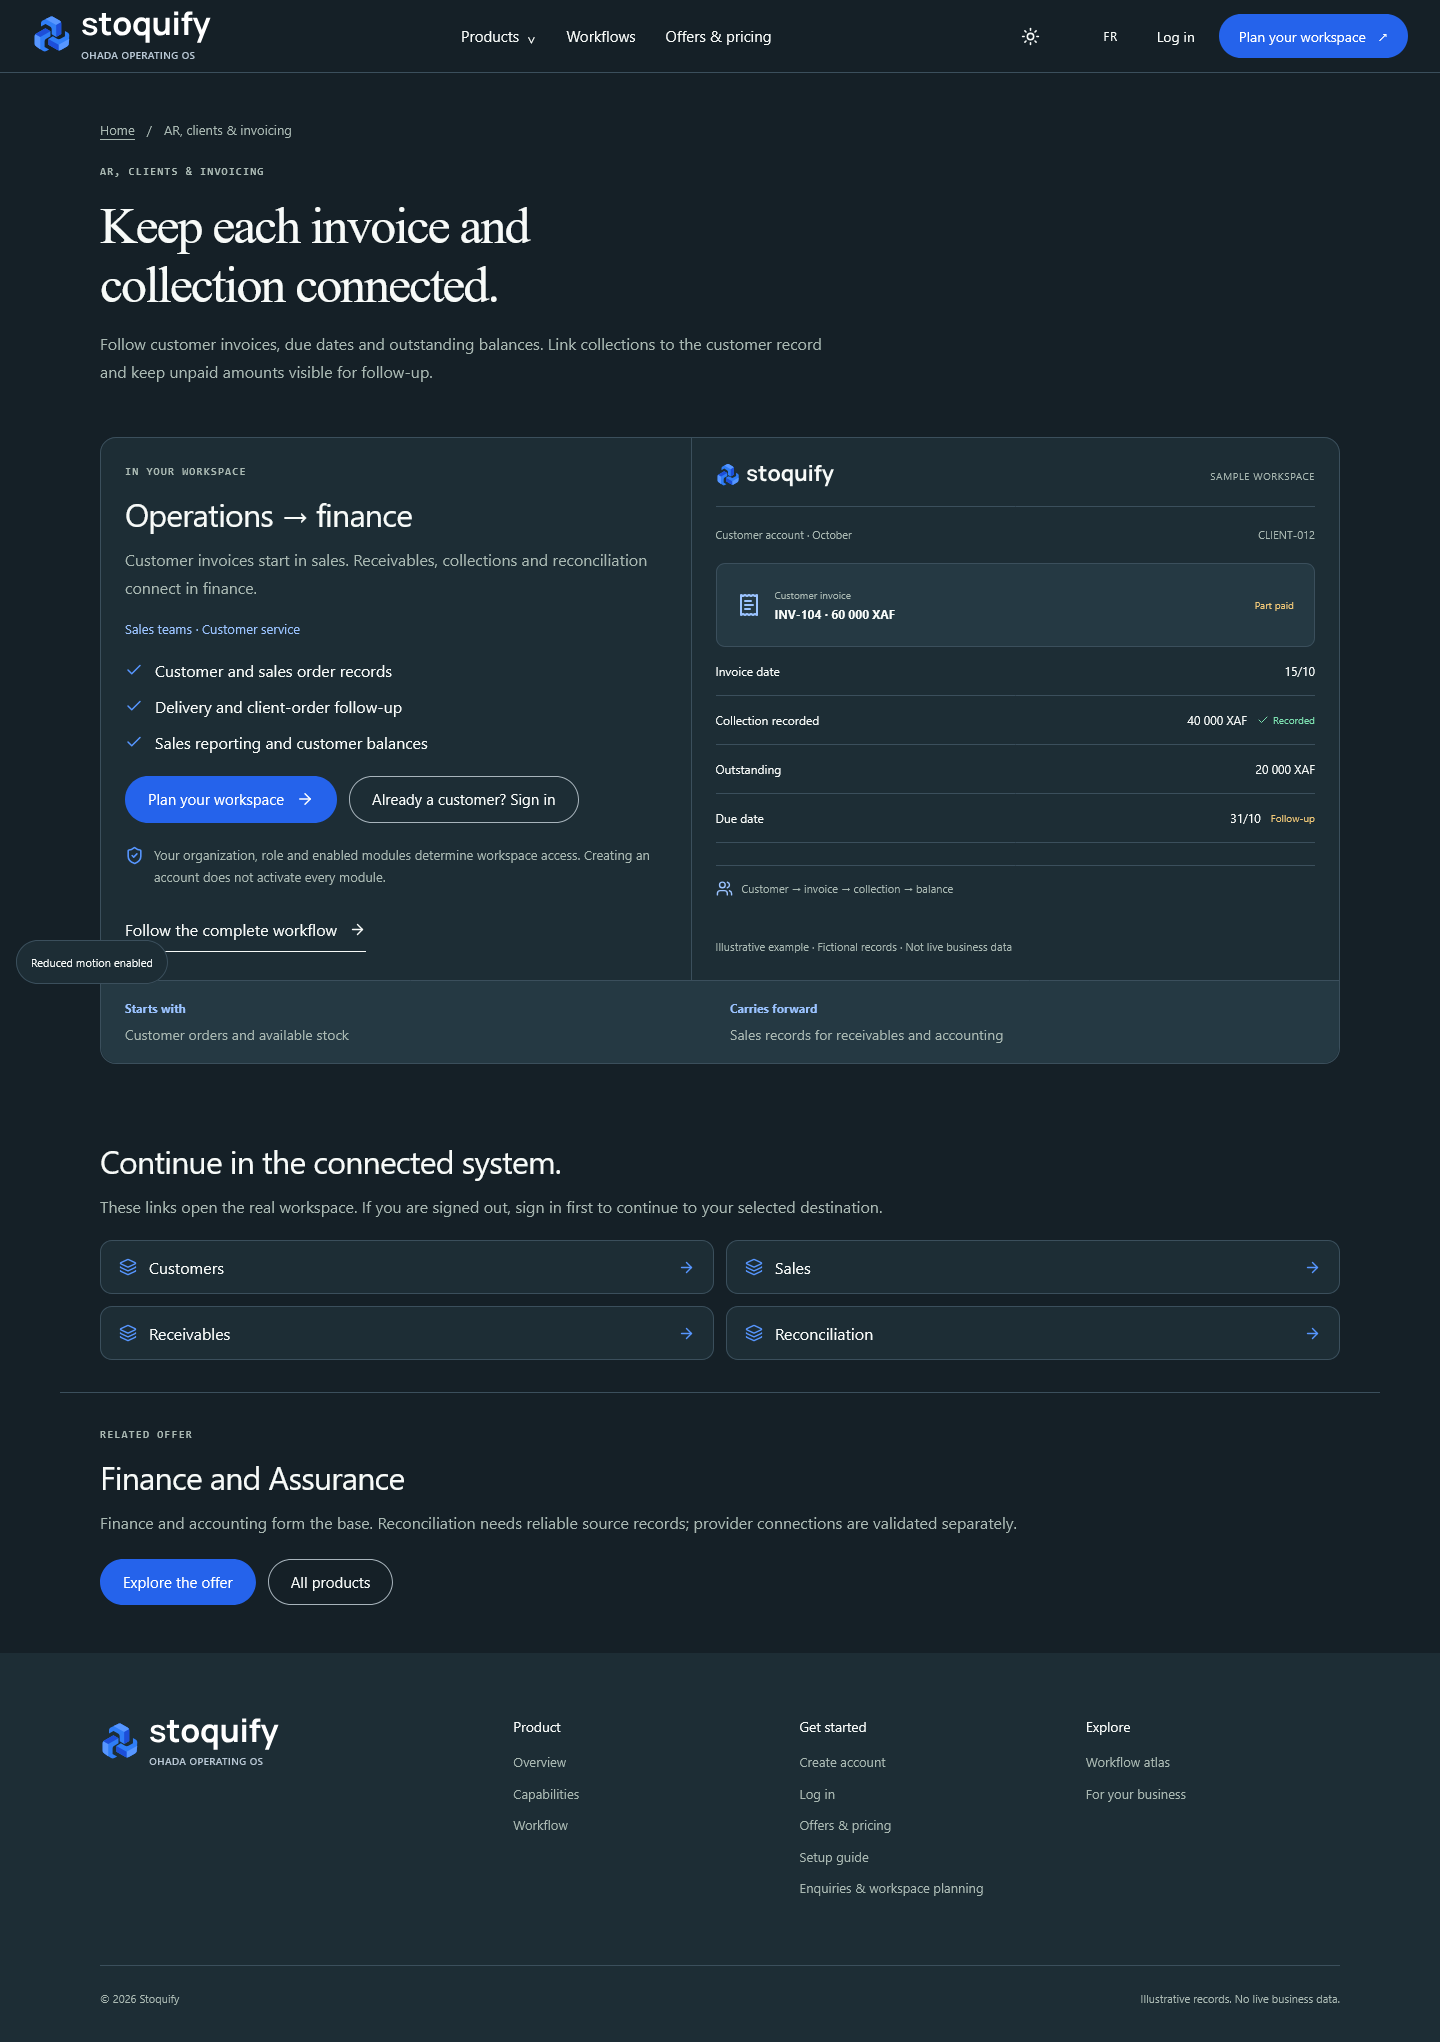 stoquify
OHADA OPERATING OS
Products
Workflows
Offers & pricing
FR
Log in
Plan your workspace ↗
Home / AR, clients & invoicing
AR, CLIENTS & INVOICING
Keep each invoice and
collection connected.
Follow customer invoices, due dates and outstanding balances. Link collections to the customer record
and keep unpaid amounts visible for follow-up.
IN YOUR WORKSPACE
Operations → finance
Customer invoices start in sales. Receivables, collections and reconciliation
connect in finance.
Sales teams · Customer service
Customer and sales order records
Delivery and client-order follow-up
Sales reporting and customer balances
Plan your workspace →
Already a customer? Sign in
Your organization, role and enabled modules determine workspace access. Creating an
account does not activate every module.
Follow the complete workflow →
Reduced motion enabled
stoquify
SAMPLE WORKSPACE
Customer account · October
CLIENT-012
Customer invoice
INV-104 · 60 000 XAF
Part paid
Invoice date
15/10
Collection recorded
40 000 XAF
Recorded
Outstanding
20 000 XAF
Due date
31/10
Follow-up
Customer → invoice → collection → balance
Illustrative example · Fictional records · Not live business data
Starts with
Customer orders and available stock
Carries forward
Sales records for receivables and accounting
Continue in the connected system.
These links open the real workspace. If you are signed out, sign in first to continue to your selected destination.
Customers
Sales
Receivables
Reconciliation
RELATED OFFER
Finance and Assurance
Finance and accounting form the base. Reconciliation needs reliable source records; provider connections are validated separately.
Explore the offer
All products
stoquify
OHADA OPERATING OS
Product
Overview
Capabilities
Workflow
Get started
Create account
Log in
Offers & pricing
Setup guide
Enquiries & workspace planning
Explore
Workflow atlas
For your business
© 2026 Stoquify
Illustrative records. No live business data.